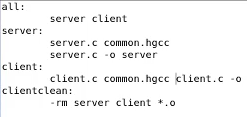 all:
server client
server:
server.c common.hgcc
server.c -o server
client:
client.c common.hgcc client.c -o
clientclean:
-rm server client *.o